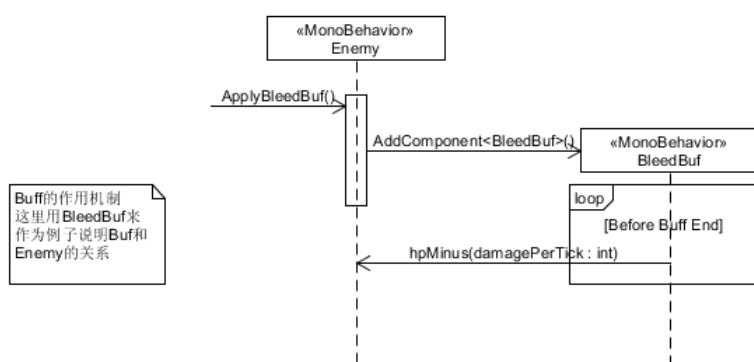 «MonoBehavior»
Enemy
ApplyBleedBuf()
AddComponent<BleedBuf>()
«MonoBehavior»
BleedBuf
Buff的作用机制
这里用BleedBuf来
作为例子说明Buf和
Enemy的关系
loop
[Before Buff End]
hpMinus(damagePerTick : int)